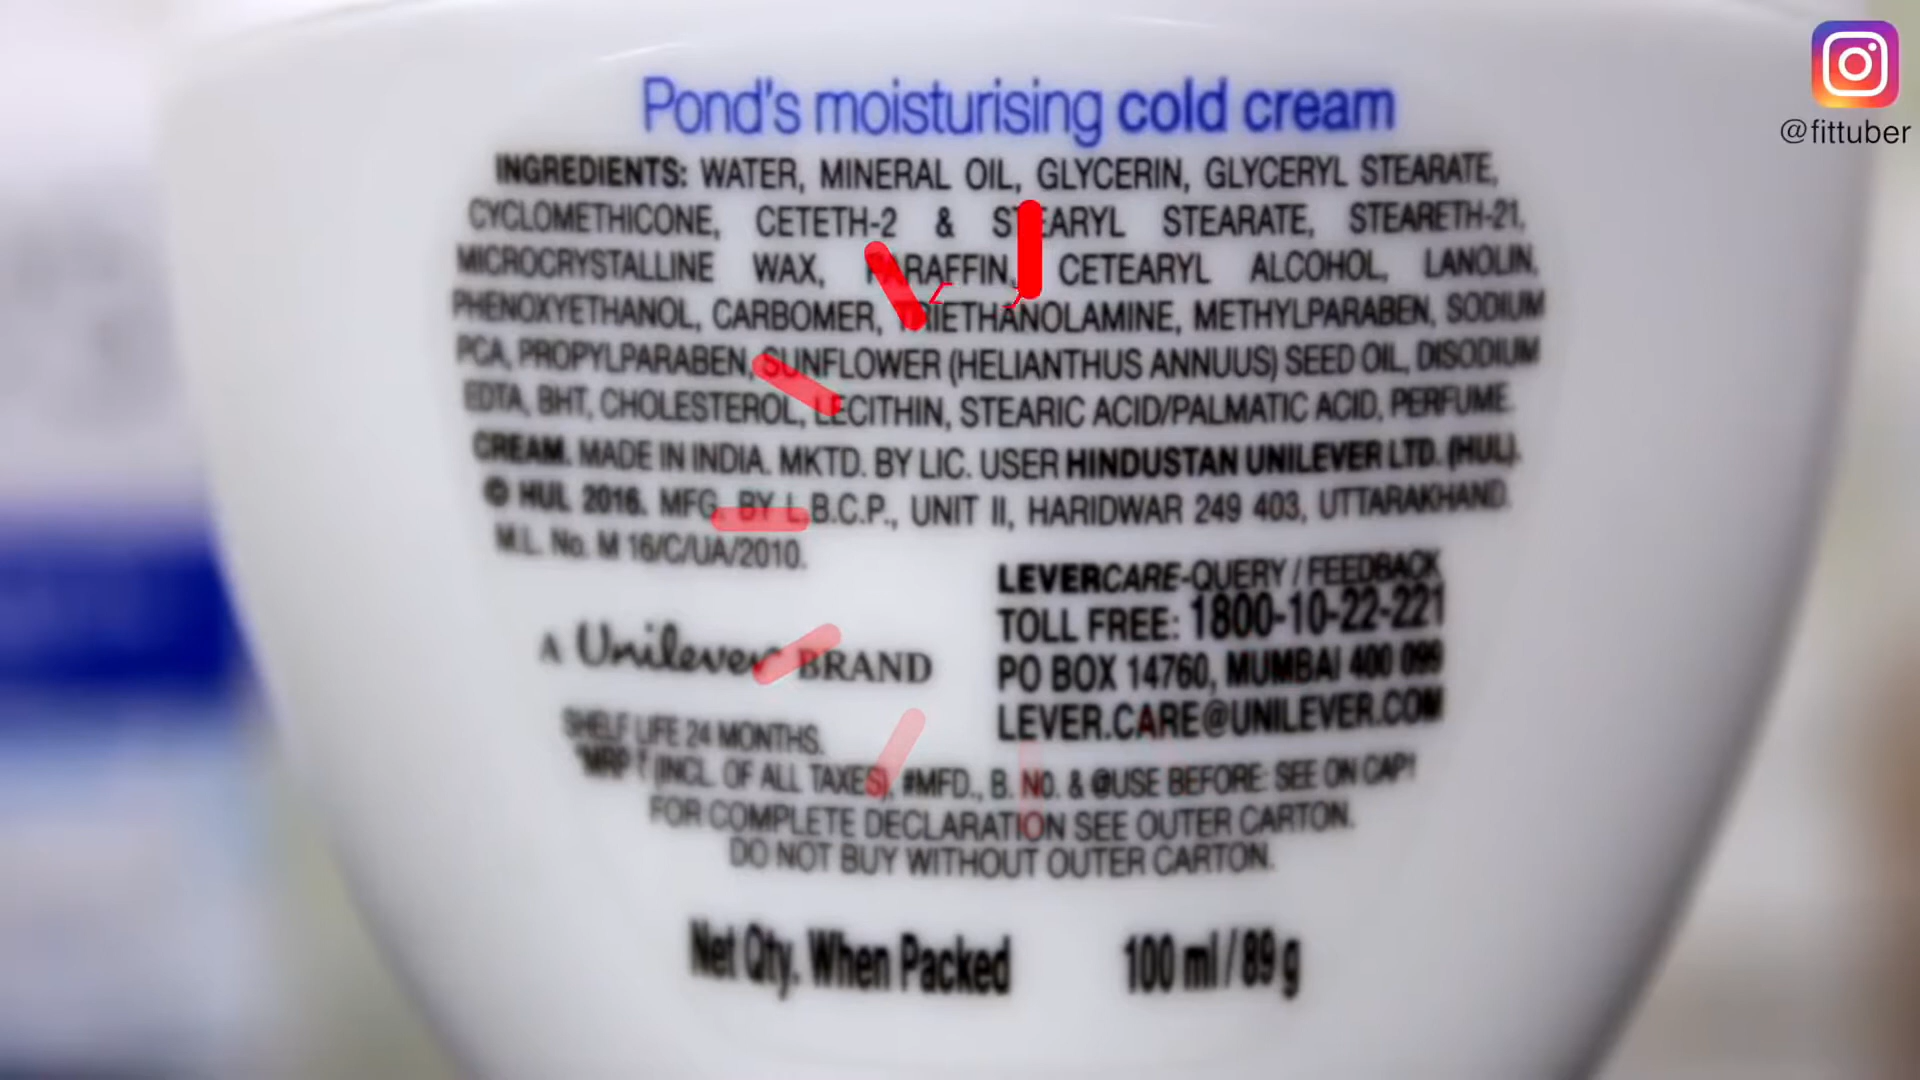 Pond's moisturising cold cream
INGREDIENTS: WATER, MINERAL OIL, GLYCERIN, GLYCERYL STEARATE,
CYCLOMETHICONE, CETETH-2 & STEARYL STEARATE, STEARETH-21,
MICROCRYSTALLINE WAX, PARAFFIN, CETEARYL ALCOHOL, LANOLIN,
PHENOXYETHANOL, CARBOMER, TRIETHANOLAMINE, METHYLPARABEN, SODIUM
PCA, PROPYLPARABEN, SUNFLOWER (HELIANTHUS ANNUUS) SEED OIL, DISODIUM
EDTA, BHT, CHOLESTEROL, LECITHIN, STEARIC ACID/PALMATIC ACID, PERFUME.
CREAM. MADE IN INDIA. MKTD. BY LIC. USER HINDUSTAN UNILEVER LTD. (HUL).
© HUL 2016. MFG. BY L.B.C.P., UNIT II, HARIDWAR 249 403, UTTARAKHAND.
M.L. No. M 16/C/UA/2010.
LEVERCARE-QUERY / FEEDBACK
TOLL FREE: 1800-10-22-221
PO BOX 14760, MUMBAI 400 099
LEVER.CARE@UNILEVER.COM
A Unilever BRAND
SHELF LIFE 24 MONTHS.
*MRP ₹ (INCL. OF ALL TAXES), #MFD., B. NO. & @USE BEFORE: SEE ON CAP!
FOR COMPLETE DECLARATION SEE OUTER CARTON.
DO NOT BUY WITHOUT OUTER CARTON.
Net Qty. When Packed 100 ml / 89 g
@fittuber